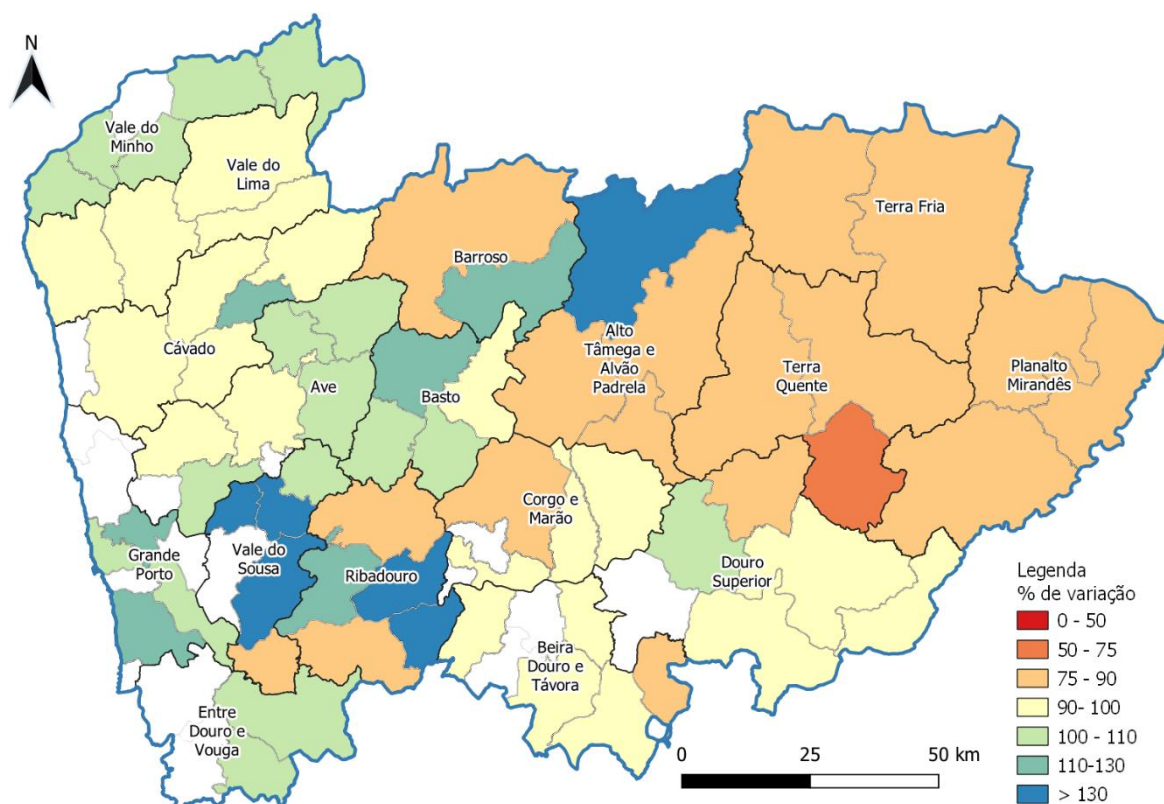 N
Vale do
Minho
Vale do
Lima
Terra Fria
Barroso
Cávado
Alto
Tâmega e
Alvão
Padrela
Terra
Quente
Planalto
Mirandês
Ave
Basto
Corgo e
Marão
Grande
Porto
Vale do
Sousa
Ribadouro
Douro
Superior
Beira
Douro e
Távora
Entre
Douro e
Vouga
0 25 50 km
Legenda
% de variação
0 - 50
50 - 75
75 - 90
90- 100
100 - 110
110-130
> 130